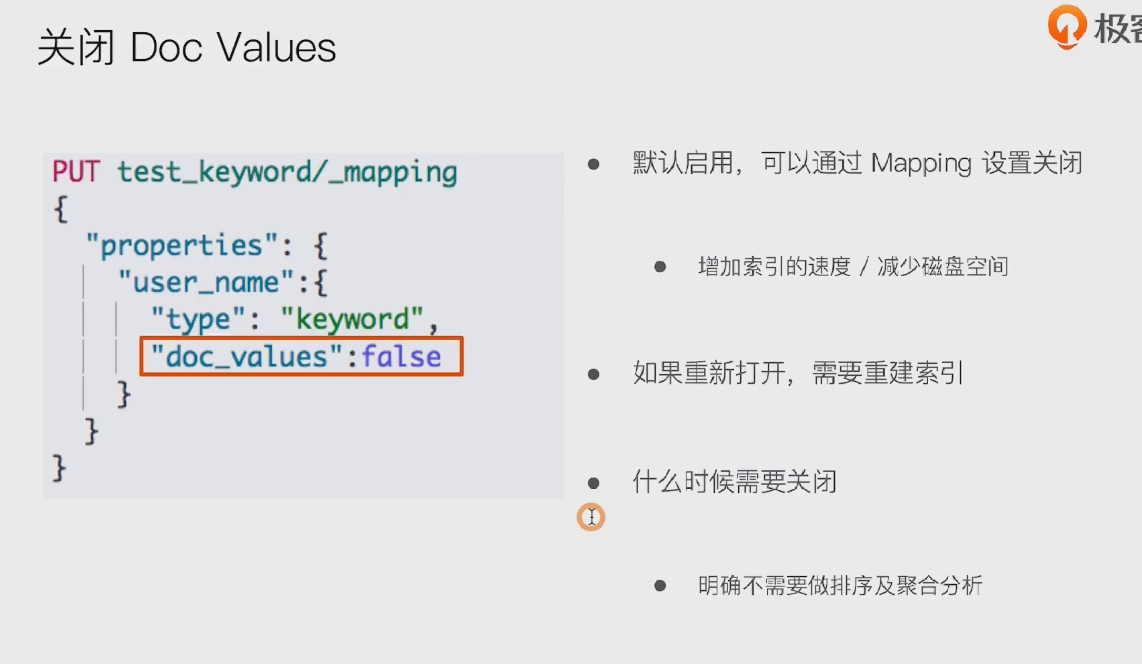 关闭 Doc Values
极客
PUT test_keyword/_mapping
{
"properties": {
"user_name":{
"type": "keyword",
"doc_values":false
}
}
}
默认启用，可以通过 Mapping 设置关闭
增加索引的速度 / 减少磁盘空间
如果重新打开，需要重建索引
什么时候需要关闭
明确不需要做排序及聚合分析